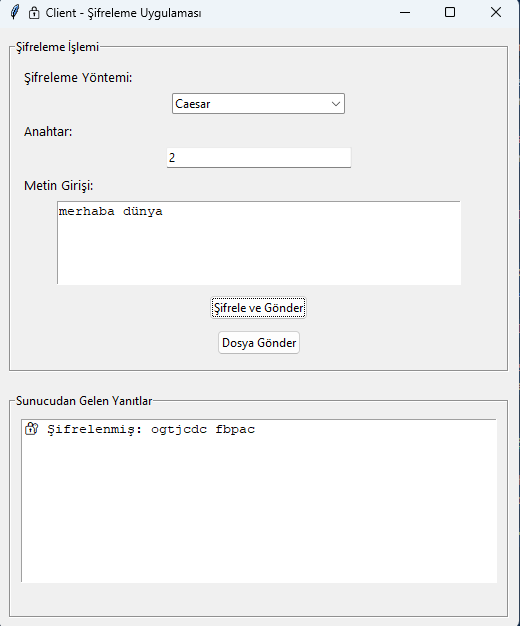 Client - Şifreleme Uygulaması
Şifreleme İşlemi
Şifreleme Yöntemi:
Caesar
Anahtar:
2
Metin Girişi:
merhaba dünya
Şifrele ve Gönder
Dosya Gönder
Sunucudan Gelen Yanıtlar
Şifrelenmiş: ogtjcdc fbpac